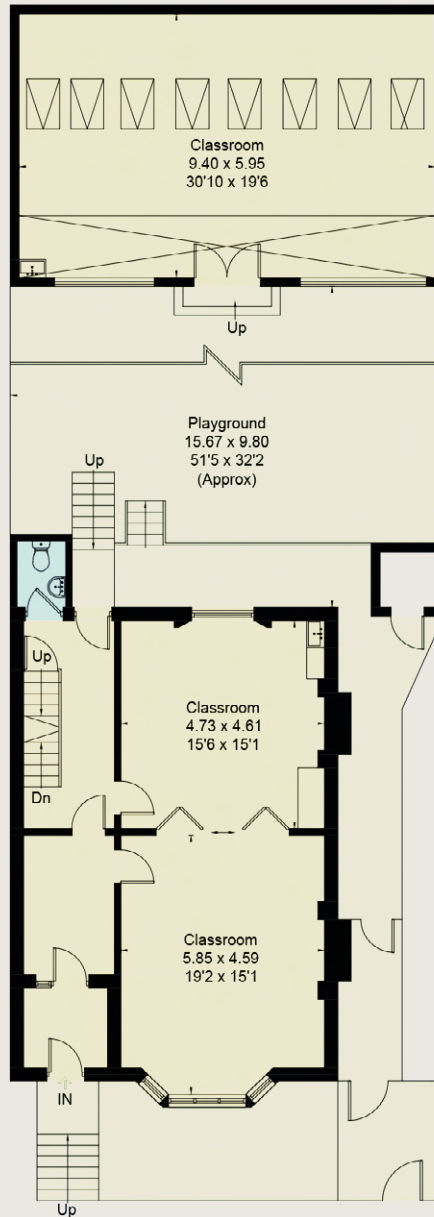 Classroom
9.40 x 5.95
30'10 x 19'6
Up
Playground
15.67 x 9.80
51'5 x 32'2
(Approx)
Up
Up
Classroom
4.73 x 4.61
15'6 x 15'1
Dn
Classroom
5.85 x 4.59
19'2 x 15'1
IN
Up